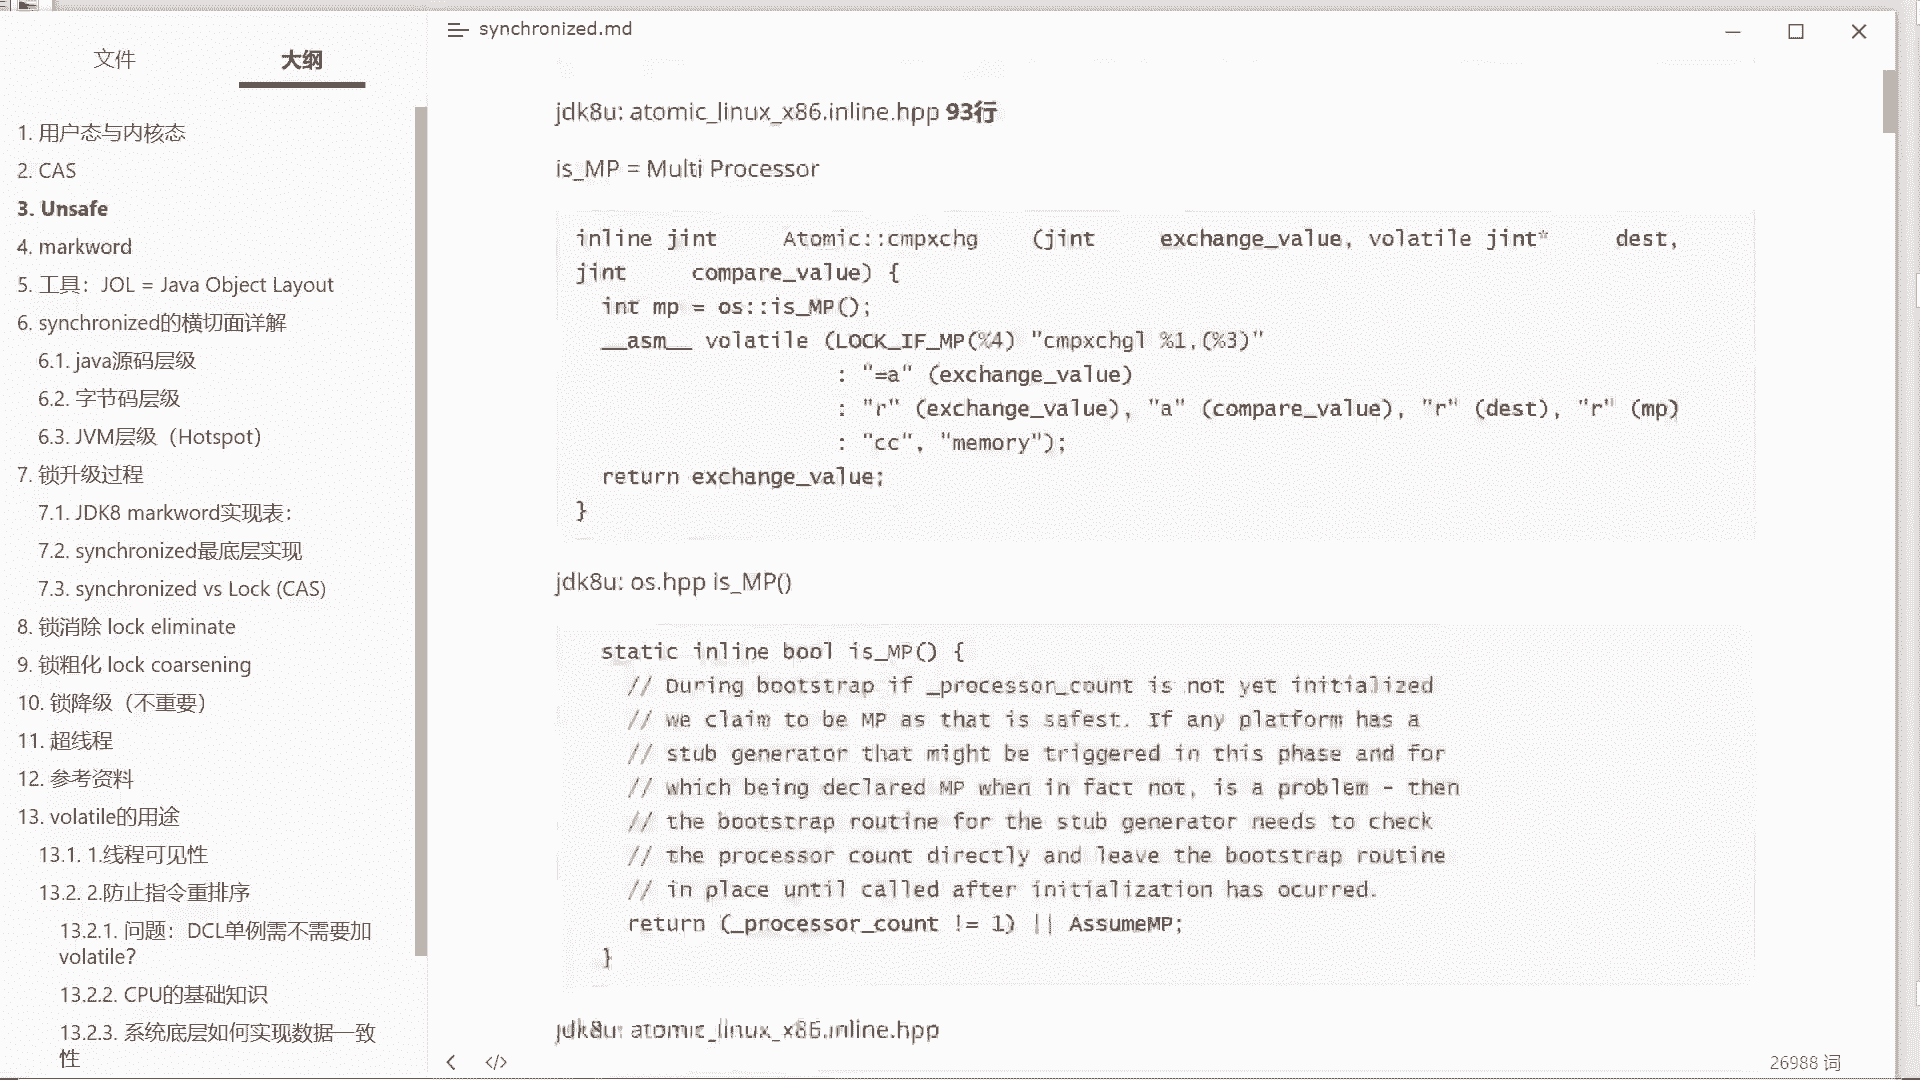 文件
大纲
1. 用户态与内核态
2. CAS
3. Unsafe
4. markword
5. 工具：JOL = Java Object Layout
6. synchronized的横切面详解
6.1. java源码层级
6.2. 字节码层级
6.3. JVM层级（Hotspot）
7. 锁升级过程
7.1. JDK8 markword实现表：
7.2. synchronized最底层实现
7.3. synchronized vs Lock (CAS)
8. 锁消除 lock eliminate
9. 锁粗化 lock coarsening
10. 锁降级（不重要）
11. 超线程
12. 参考资料
13. volatile的用途
13.1. 1.线程可见性
13.2. 2.防止指令重排序
13.2.1. 问题：DCL单例需不需要加
volatile?
13.2.2. CPU的基础知识
13.2.3. 系统底层如何实现数据一致
性
synchronized.md
jdk8u: atomic_linux_x86.inline.hpp 93行
is_MP = Multi Processor
inline jint     Atomic::cmpxchg    (jint     exchange_value, volatile jint*     dest,
jint     compare_value) {
  int mp = os::is_MP();
  __asm__ volatile (LOCK_IF_MP(%4) "cmpxchgl %1,(%3)"
                    : "=a" (exchange_value)
                    : "r" (exchange_value), "a" (compare_value), "r" (dest), "r" (mp)
                    : "cc", "memory");
  return exchange_value;
}
jdk8u: os.hpp is_MP()
  static inline bool is_MP() {
    // During bootstrap if _processor_count is not yet initialized
    // we claim to be MP as that is safest. If any platform has a
    // stub generator that might be triggered in this phase and for
    // which being declared MP when in fact not, is a problem - then
    // the bootstrap routine for the stub generator needs to check
    // the processor count directly and leave the bootstrap routine
    // in place until called after initialization has ocurred.
    return (_processor_count != 1) || AssumeMP;
  }
jdk8u: atomic_linux_x86.inline.hpp
26988 词